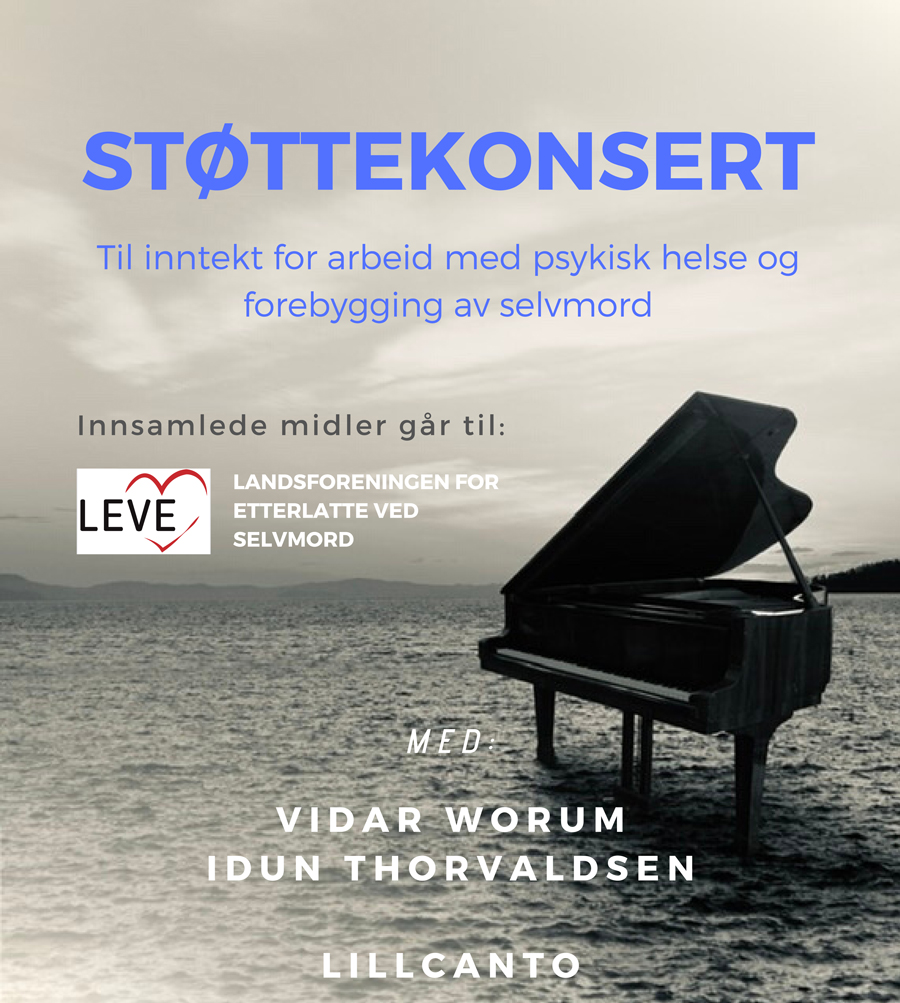 STØTTEKONSERT
Til inntekt for arbeid med psykisk helse og
forebygging av selvmord
Innsamlede midler går til:
LEVE
LANDSFORENINGEN FOR
ETTERLATTE VED
SELVMORD
MED:
VIDAR WORUM
IDUN THORVALDSEN
LILLCANTO